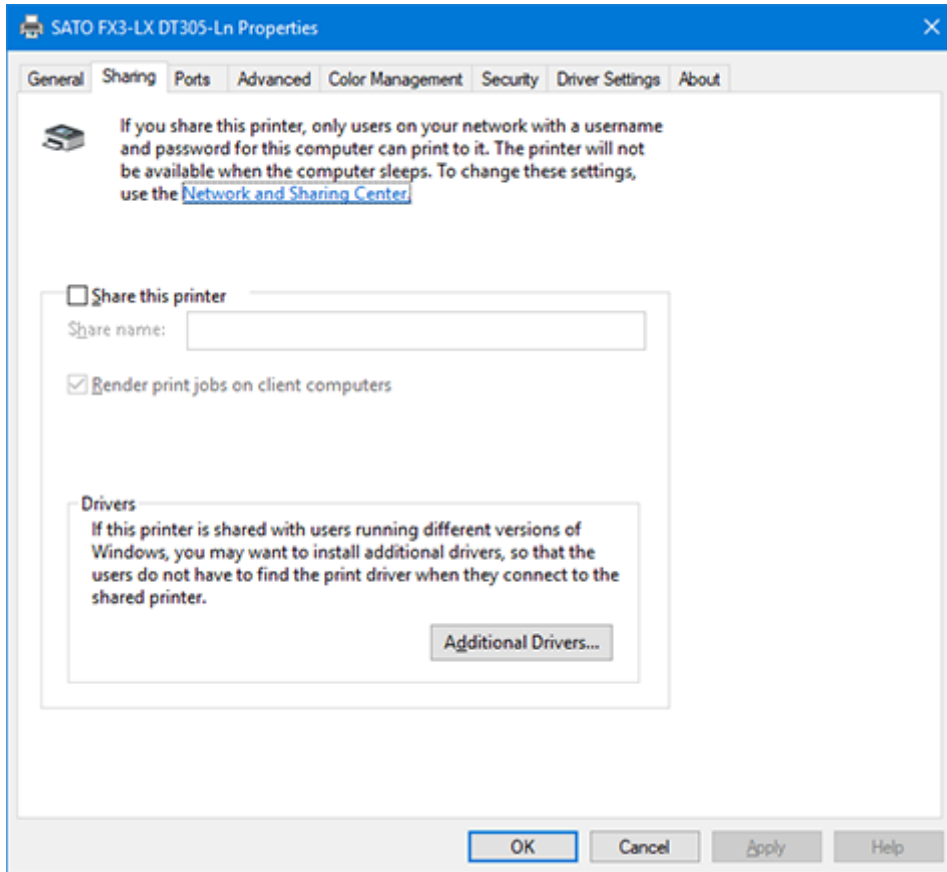 SATO FX3-LX DT305-Ln Properties
General Sharing Ports Advanced Color Management Security Driver Settings About
If you share this printer, only users on your network with a username
and password for this computer can print to it. The printer will not
be available when the computer sleeps. To change these settings,
use the Network and Sharing Center.
Share this printer
Share name:
Render print jobs on client computers
Drivers
If this printer is shared with users running different versions of
Windows, you may want to install additional drivers, so that the
users do not have to find the print driver when they connect to the
shared printer.
Additional Drivers...
OK Cancel Apply Help